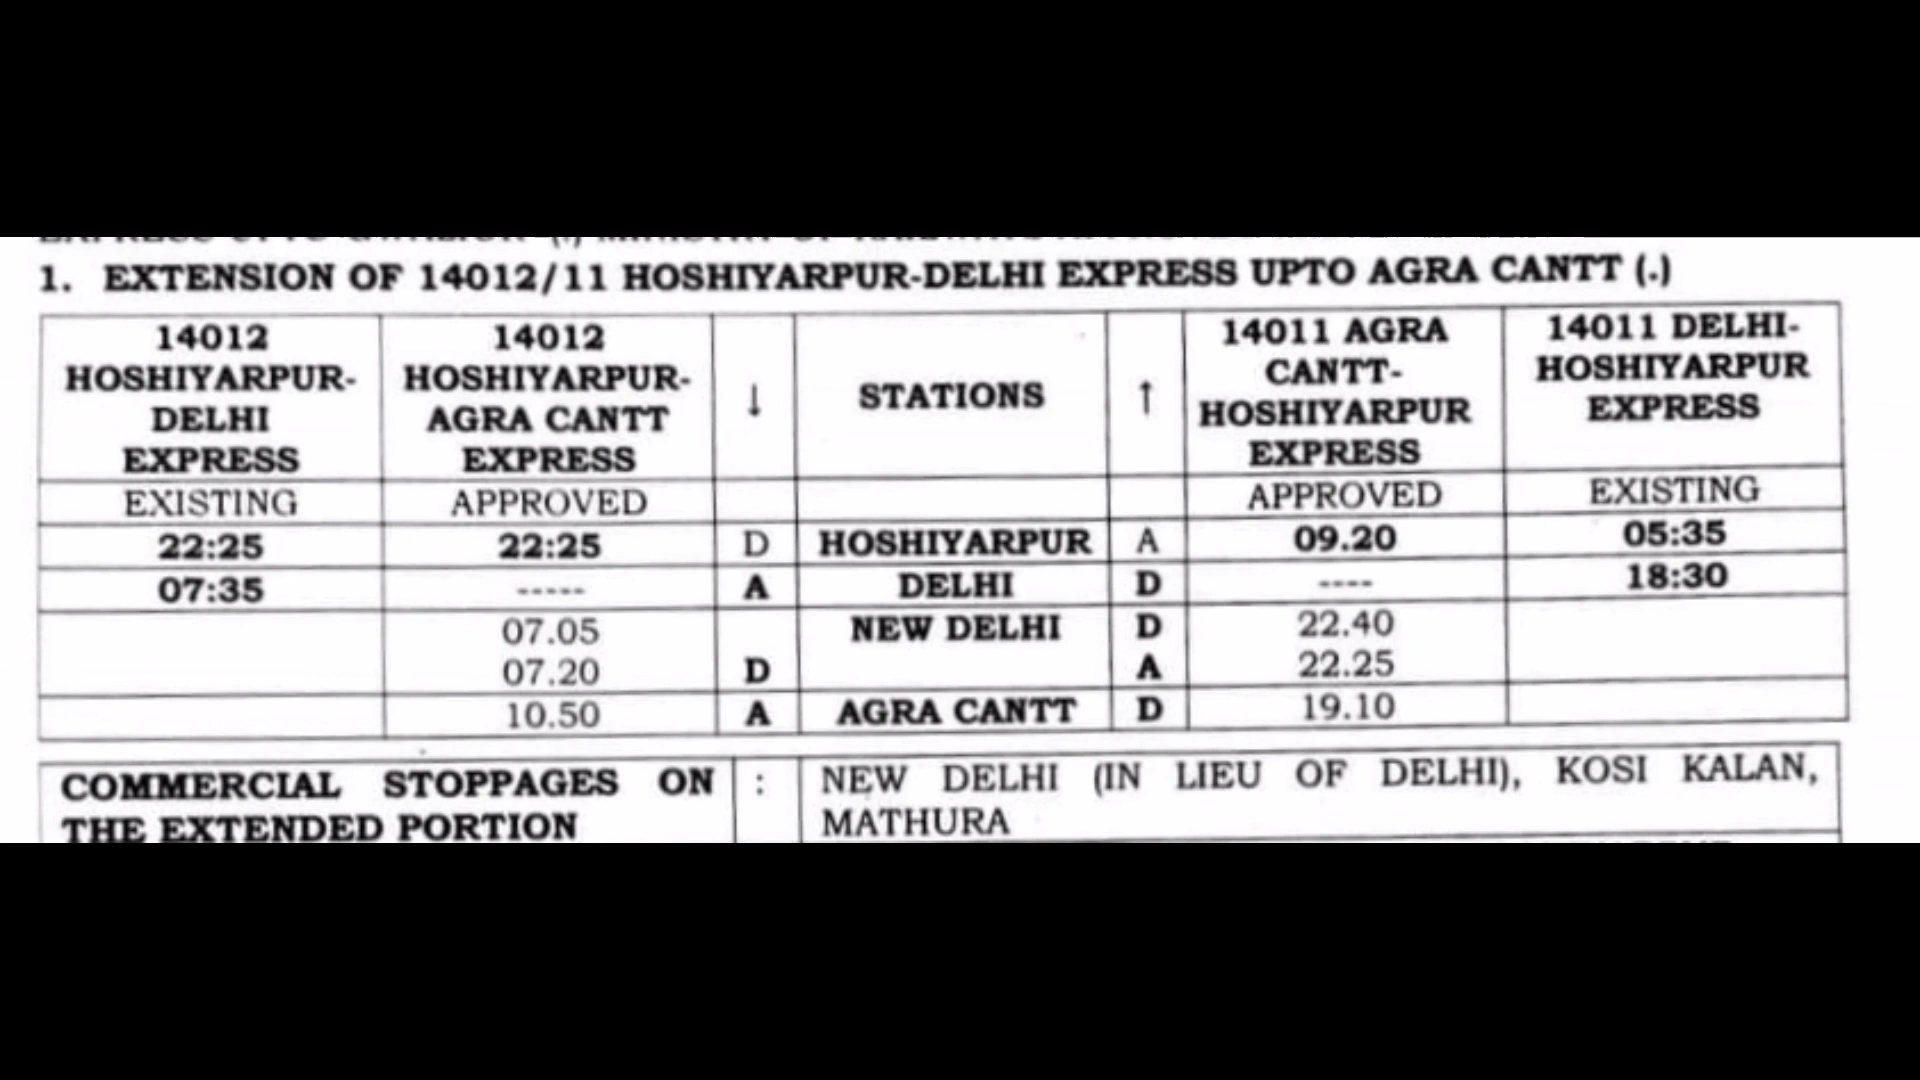 1. EXTENSION OF 14012/11 HOSHIYARPUR-DELHI EXPRESS UPTO AGRA CANTT (.)
14012 HOSHIYARPUR-DELHI EXPRESS
14012 HOSHIYARPUR-AGRA CANTT EXPRESS
↓
STATIONS
↑
14011 AGRA CANTT-HOSHIYARPUR EXPRESS
14011 DELHI-HOSHIYARPUR EXPRESS
EXISTING APPROVED APPROVED EXISTING
22:25 22:25 D HOSHIYARPUR A 09.20 05:35
07:35 ----- A DELHI D ---- 18:30
07.05 NEW DELHI D 22.40
07.20 D A 22.25
10.50 A AGRA CANTT D 19.10
COMMERCIAL STOPPAGES ON : NEW DELHI (IN LIEU OF DELHI), KOSI KALAN,
THE EXTENDED PORTION MATHURA